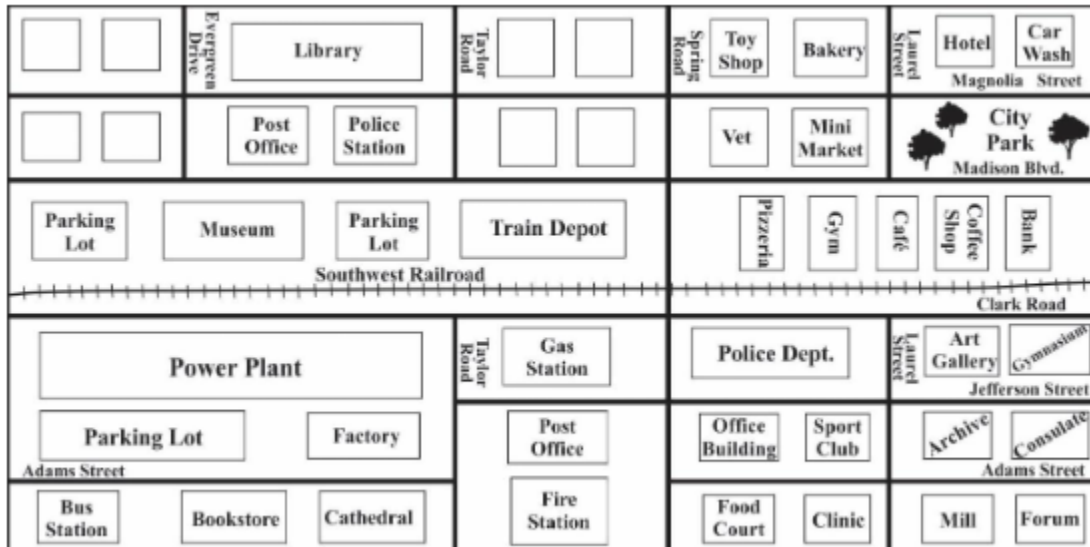 Evergreen
Drive
Library
Taylor
Road
Spring
Road
Toy
Shop
Bakery
Laurel
Street
Hotel
Car
Wash
Magnolia Street
Post
Office
Police
Station
Vet
Mini
Market
City
Park
Madison Blvd.
Parking
Lot
Museum
Parking
Lot
Train Depot
Pizzeria
Gym
Café
Coffee
Shop
Bank
Southwest Railroad
Clark Road
Power Plant
Taylor
Road
Gas
Station
Police Dept.
Laurel
Street
Art
Gallery
Gymnasium
Jefferson Street
Parking Lot
Factory
Post
Office
Office
Building
Sport
Club
Archive
Consulate
Adams Street
Adams Street
Bus
Station
Bookstore
Cathedral
Fire
Station
Food
Court
Clinic
Mill
Forum